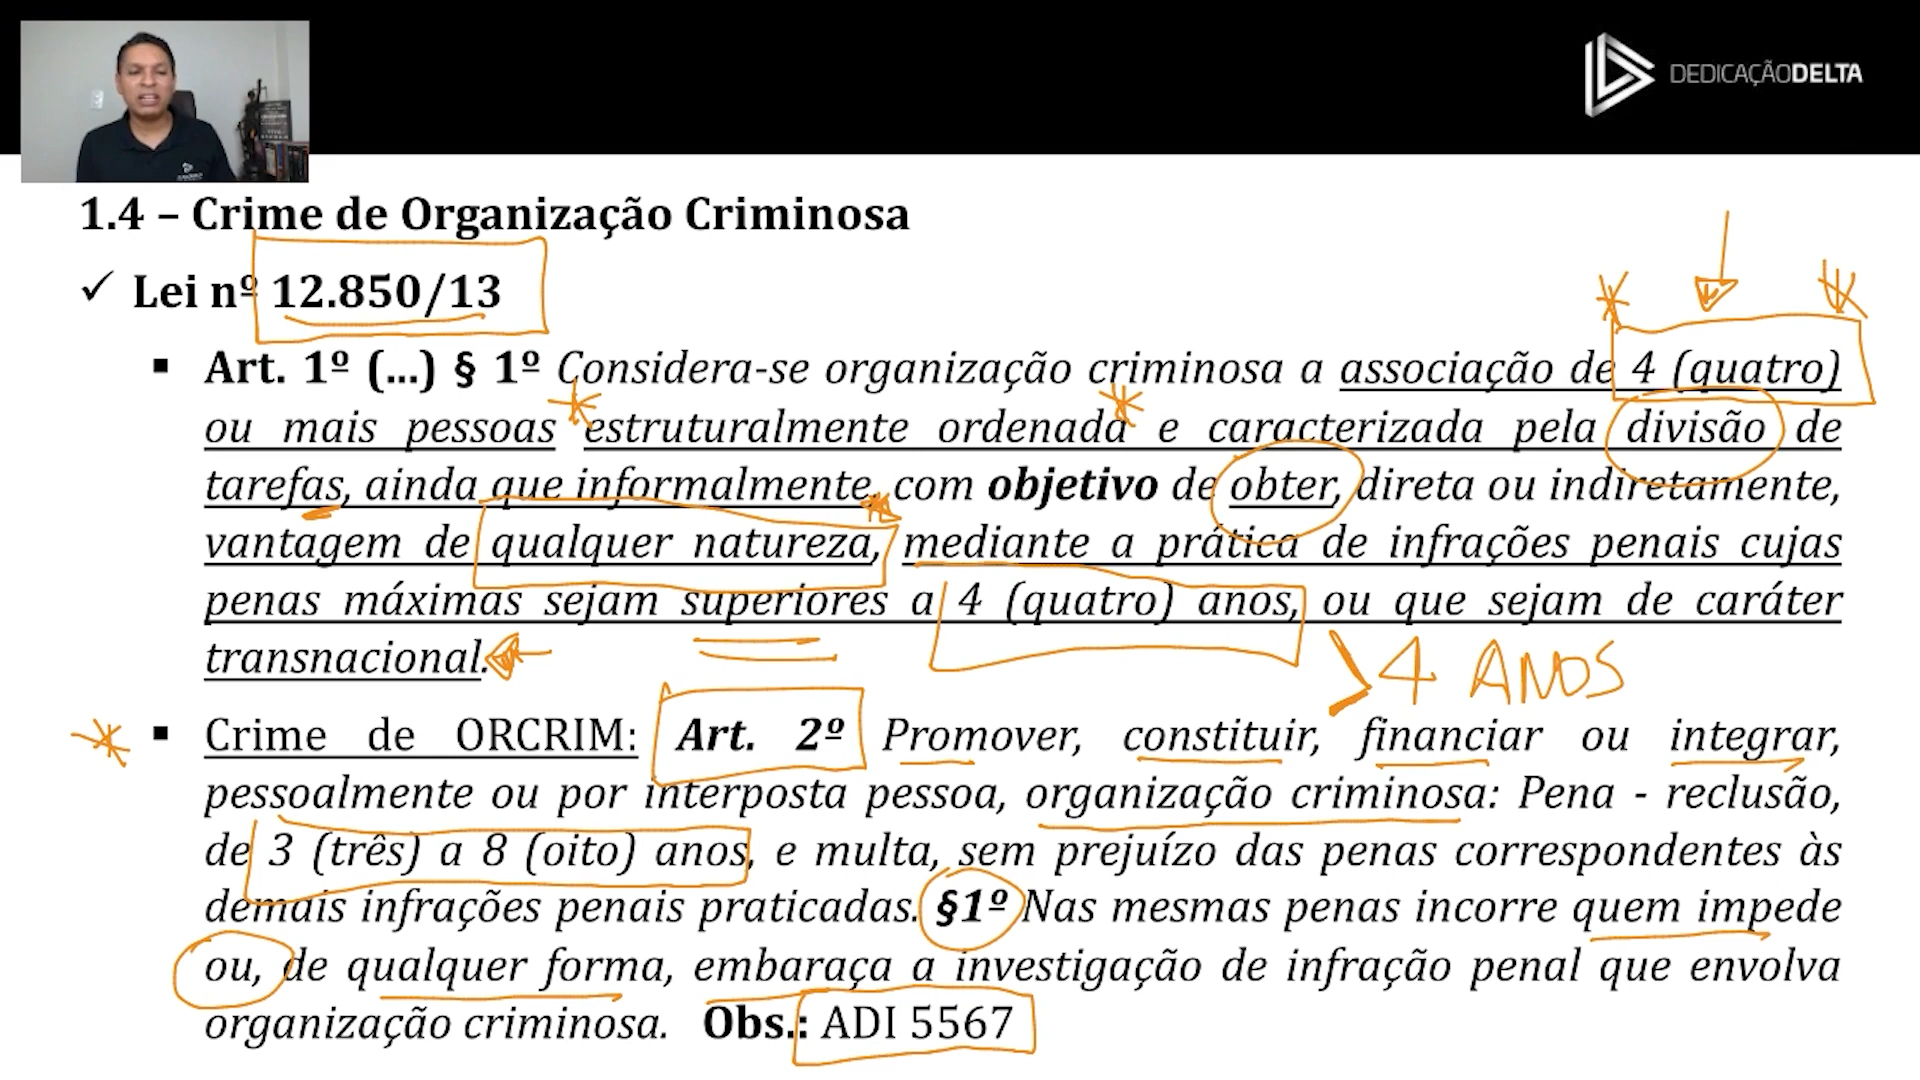 DEDICAÇÃODELTA
1.4 – Crime de Organização Criminosa
✓ Lei nº 12.850/13
▪ Art. 1º (...) § 1º Considera-se organização criminosa a associação de 4 (quatro)
ou mais pessoas estruturalmente ordenada e caracterizada pela divisão de
tarefas, ainda que informalmente, com objetivo de obter, direta ou indiretamente,
vantagem de qualquer natureza, mediante a prática de infrações penais cujas
penas máximas sejam superiores a 4 (quatro) anos, ou que sejam de caráter
transnacional.
> 4 ANOS
▪ Crime de ORCRIM: Art. 2º Promover, constituir, financiar ou integrar,
pessoalmente ou por interposta pessoa, organização criminosa: Pena - reclusão,
de 3 (três) a 8 (oito) anos, e multa, sem prejuízo das penas correspondentes às
demais infrações penais praticadas. §1º Nas mesmas penas incorre quem impede
ou, de qualquer forma, embaraça a investigação de infração penal que envolva
organização criminosa. Obs.: ADI 5567